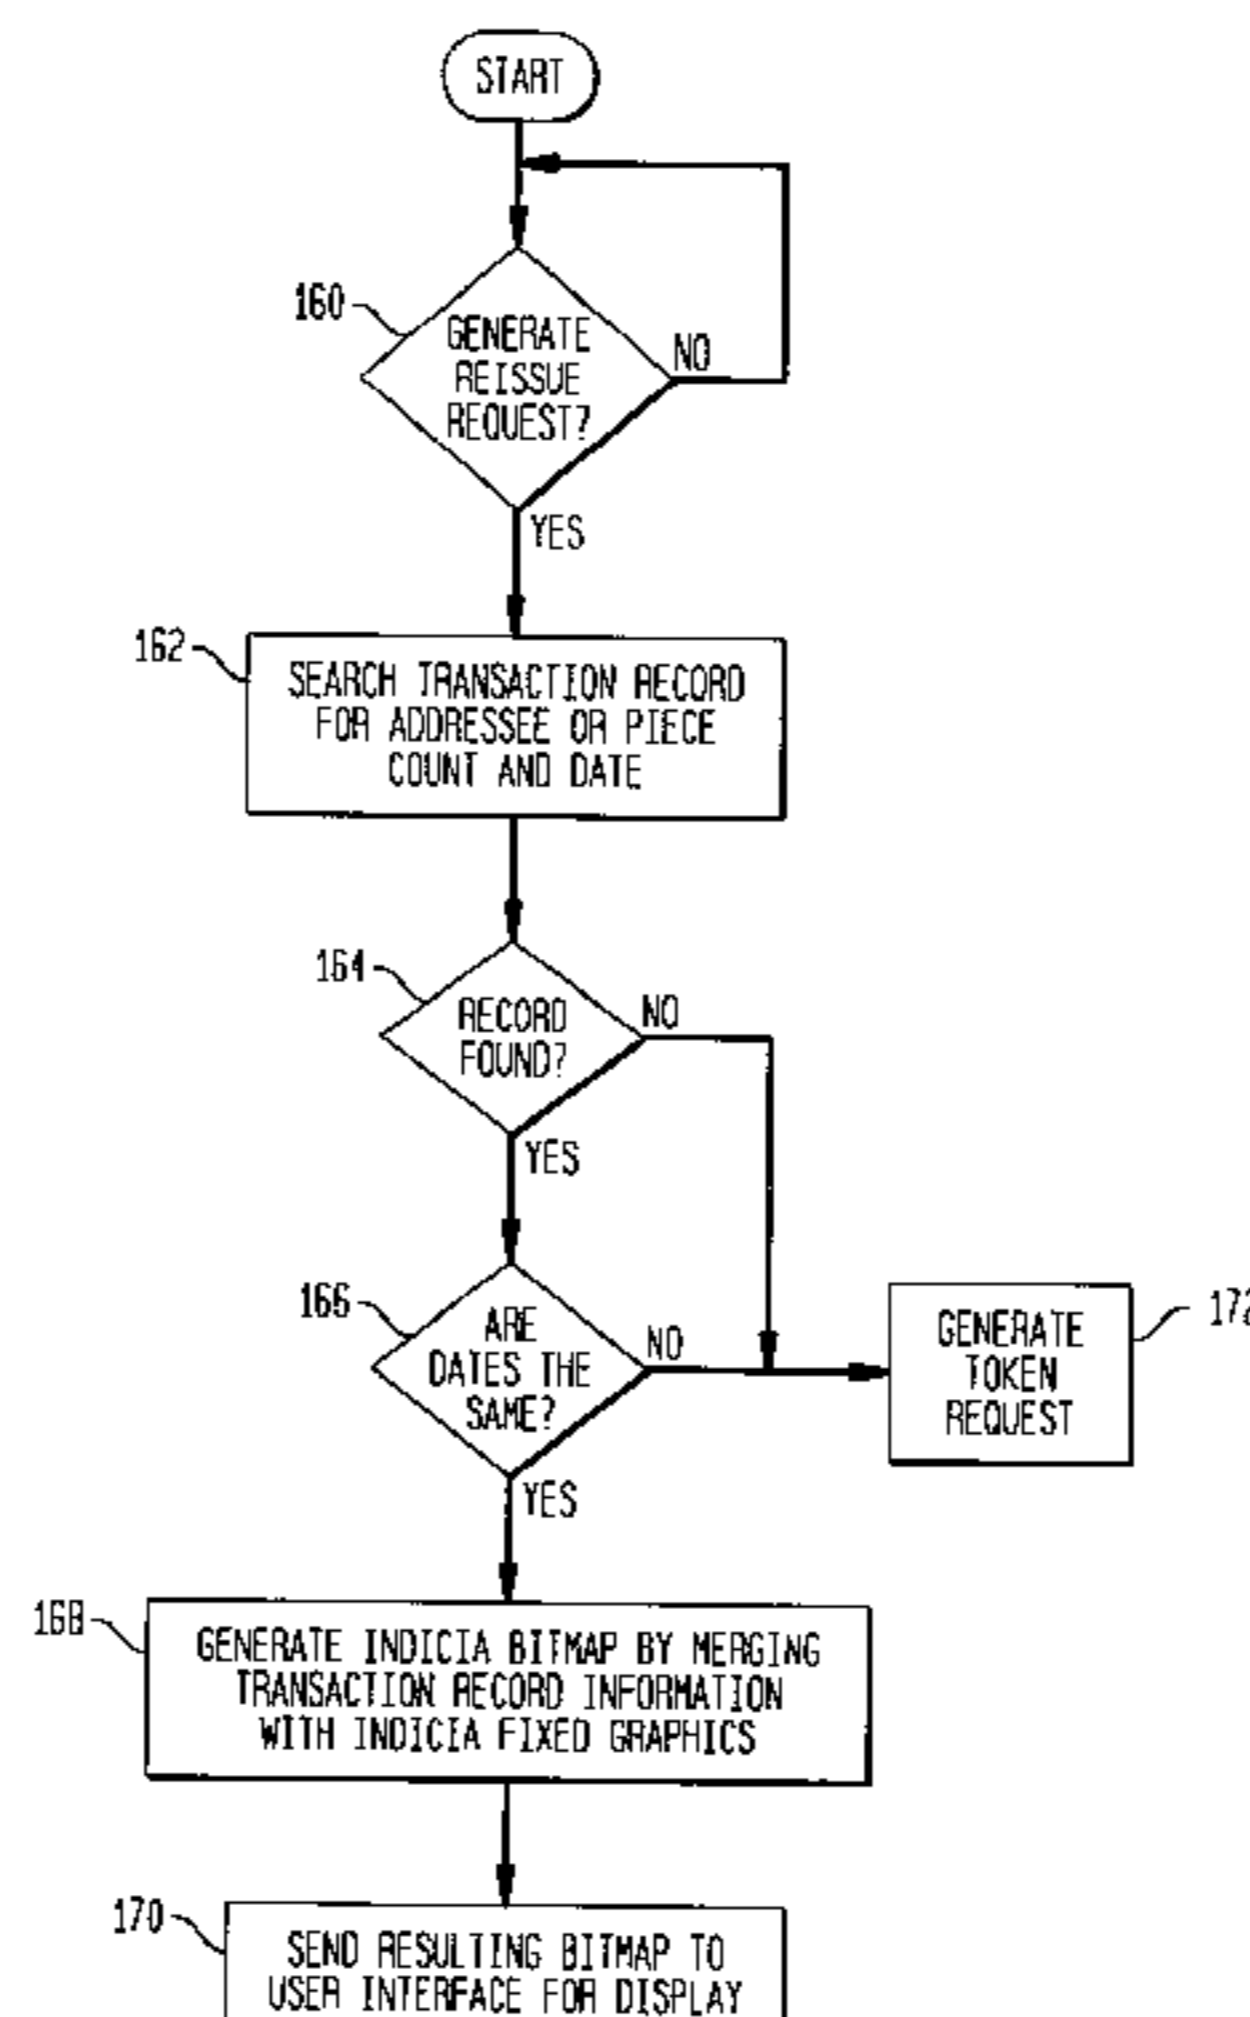 START
160
GENERATE
REISSUE
REQUEST?
NO
YES
162
SEARCH TRANSACTION RECORD
FOR ADDRESSEE OR PIECE
COUNT AND DATE
164
RECORD
FOUND?
NO
YES
166
ARE
DATES THE
SAME?
NO
YES
GENERATE
TOKEN
REQUEST
172
168
GENERATE INDICIA BITMAP BY MERGING
TRANSACTION RECORD INFORMATION
WITH INDICIA FIXED GRAPHICS
170
SEND RESULTING BITMAP TO
USER INTERFACE FOR DISPLAY